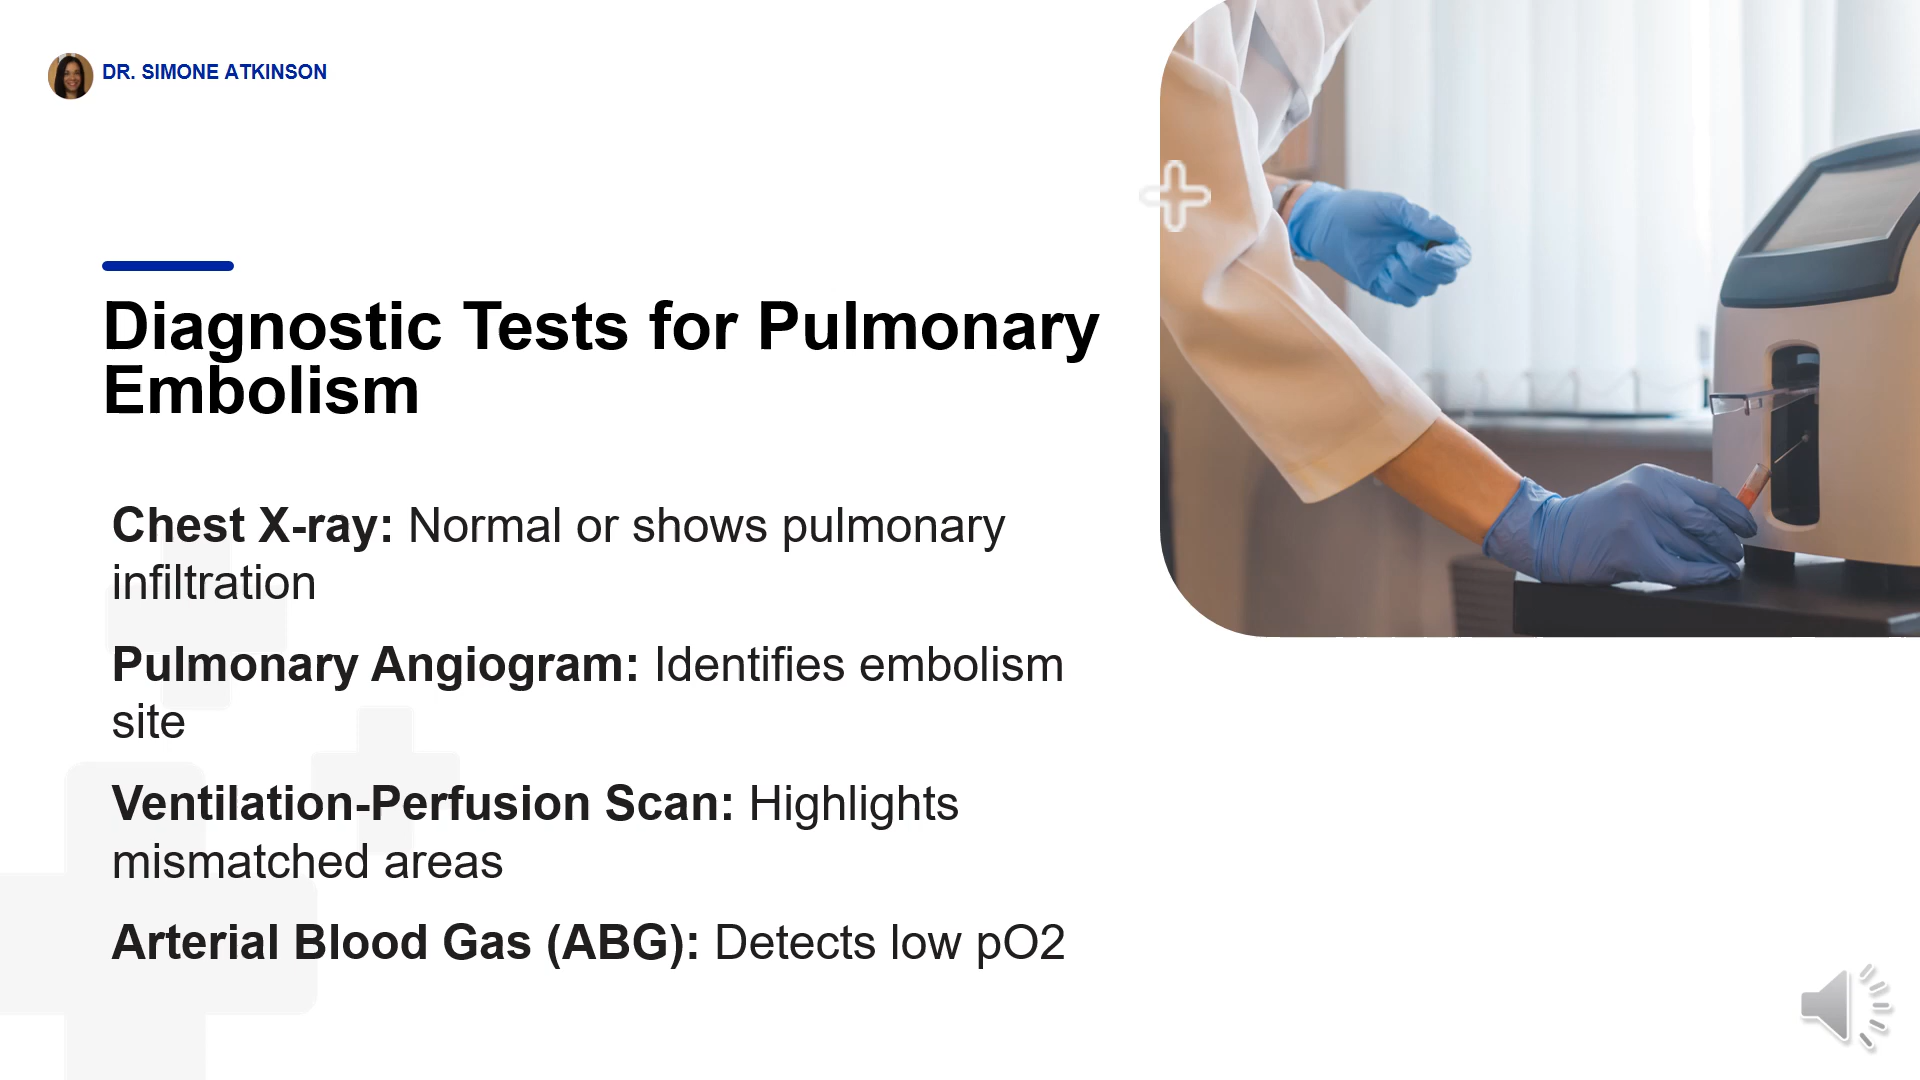 DR. SIMONE ATKINSON
Diagnostic Tests for Pulmonary
Embolism
Chest X-ray: Normal or shows pulmonary
infiltration
Pulmonary Angiogram: Identifies embolism
site
Ventilation-Perfusion Scan: Highlights
mismatched areas
Arterial Blood Gas (ABG): Detects low pO2